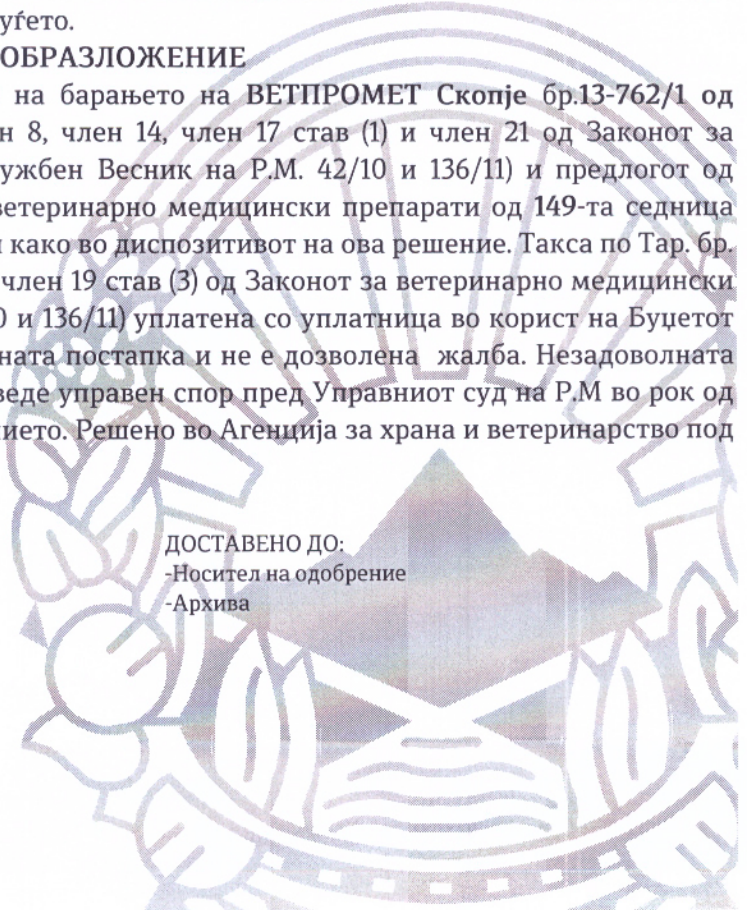 уѓето.
ОБРАЗЛОЖЕНИЕ
на барањето на ВЕТПРОМЕТ Скопје бр.13-762/1 од
н 8, член 14, член 17 став (1) и член 21 од Законот за
ужбен Весник на Р.М. 42/10 и 136/11) и предлогот од
ветеринарно медицински препарати од 149-та седница
како во диспозитивот на ова решение. Такса по Тар. бр.
член 19 став (3) од Законот за ветеринарно медицински
0 и 136/11) уплатена со уплатница во корист на Буџетот
ната постапка и не е дозволена жалба. Незадоволната
веде управен спор пред Управниот суд на Р.М во рок од
нието. Решено во Агенција за храна и ветеринарство под
ДОСТАВЕНО ДО:
-Носител на одобрение
-Архива